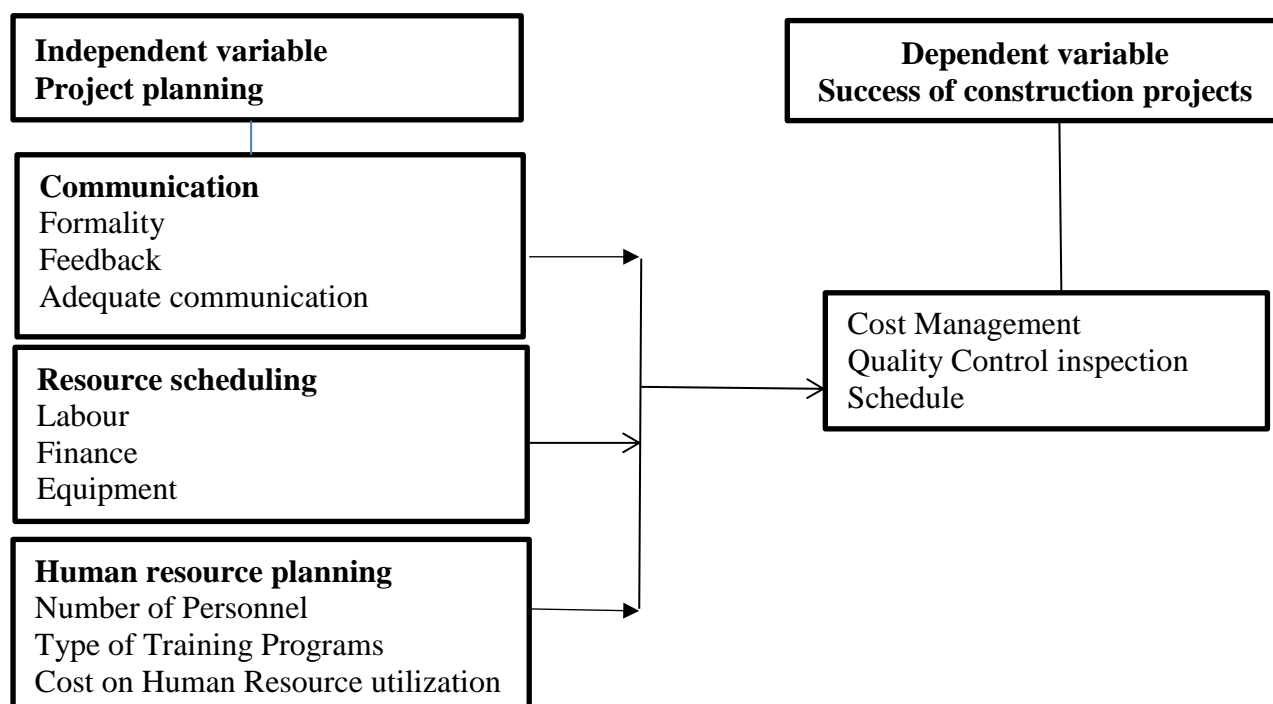 Independent variable
Project planning
Dependent variable
Success of construction projects
Communication
Formality
Feedback
Adequate communication
Resource scheduling
Labour
Finance
Equipment
Human resource planning
Number of Personnel
Type of Training Programs
Cost on Human Resource utilization
Cost Management
Quality Control inspection
Schedule